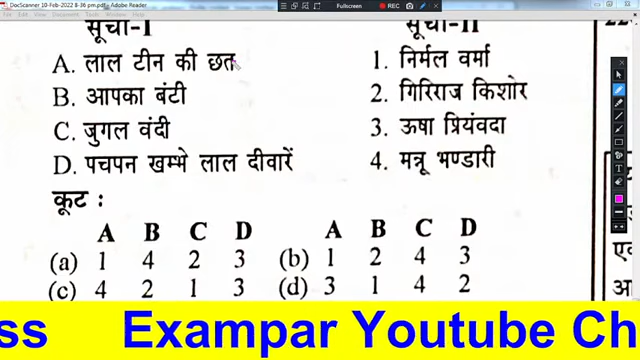 DocScanner 10-Feb-2022 8-36 pm.pdf - Adobe Reader
File Edit View Window Help
Fullscreen REC
सूची-I सूची-II
A. लाल टीन की छत 1. निर्मल वर्मा
B. आपका बंटी 2. गिरिराज किशोर
C. जुगल वंदी 3. ऊषा प्रियंवदा
D. पचपन खम्भे लाल दीवारें 4. मन्नू भण्डारी
कूट :
A B C D A B C D
(a) 1 4 2 3 (b) 1 2 4 3
(c) 4 2 1 3 (d) 3 1 4 2
ss Exampar Youtube Ch